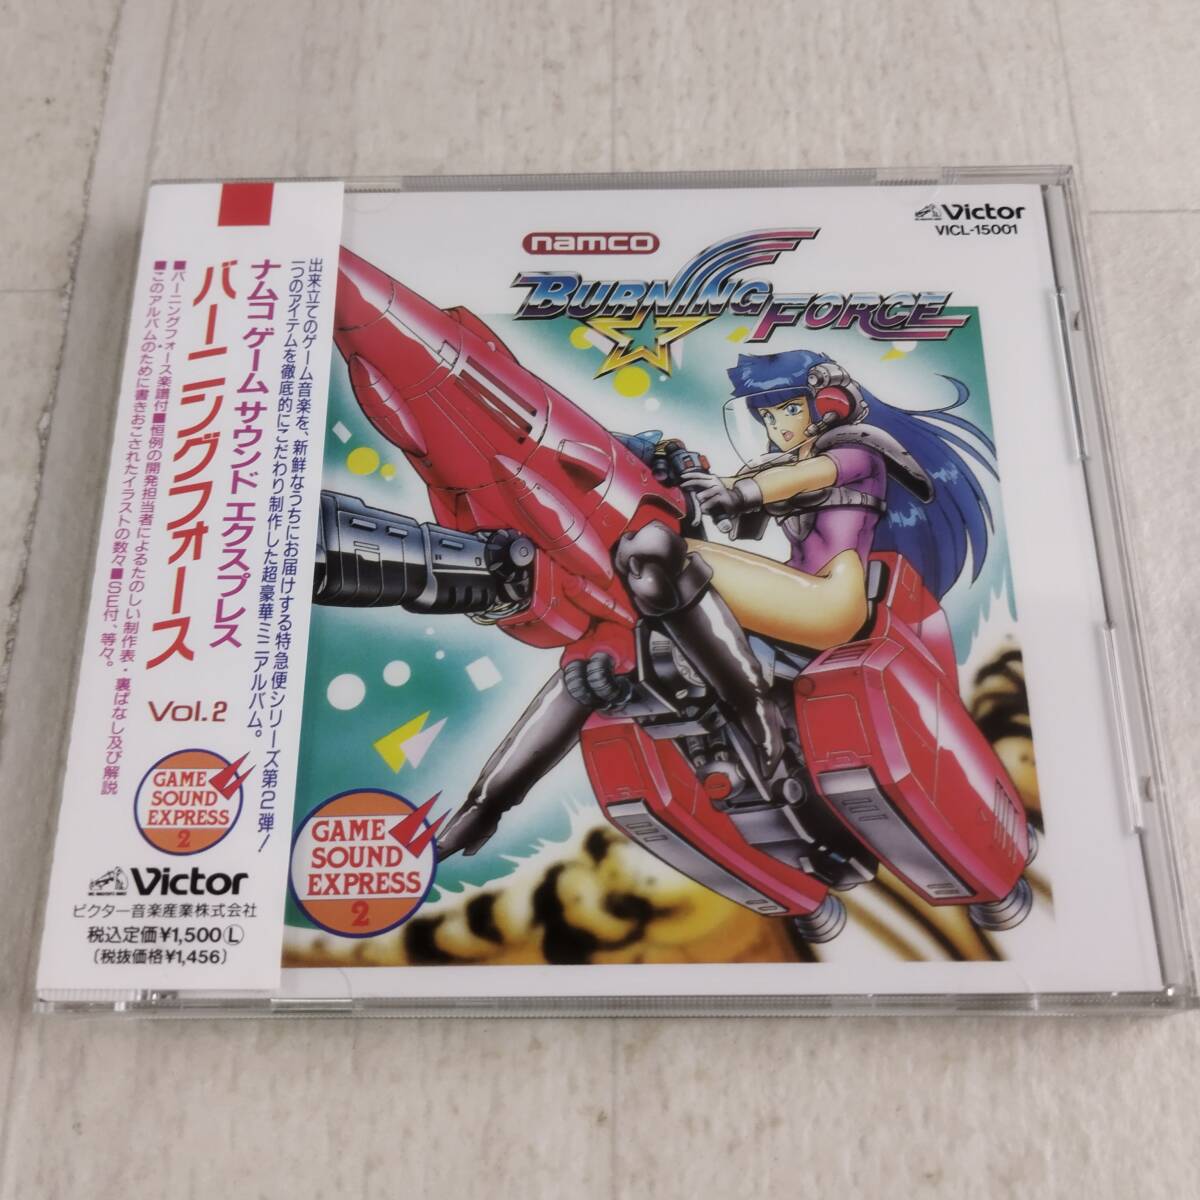 出来立てのゲーム音楽を、新鮮なうちにお届けする特急便シリーズ第2弾!
一つのアイテムを徹底的にこだわり制作した超豪華ミニアルバム。
ナムコ ゲーム サウンド エクスプレス
バーニングフォース
Vol.2
■バーニングフォース楽譜付■恒例の開発担当者によるたのしい制作表・裏ばなし及び解説
■このアルバムのために書きおこされたイラストの数々■SE付、等々。
GAME
SOUND
EXPRESS
2
Victor
ビクター音楽産業株式会社
税込定価¥1,500Ⓛ
(税抜価格¥1,456)
namco
BURNING FORCE
Victor
VICL-15001
GAME
SOUND
EXPRESS
2